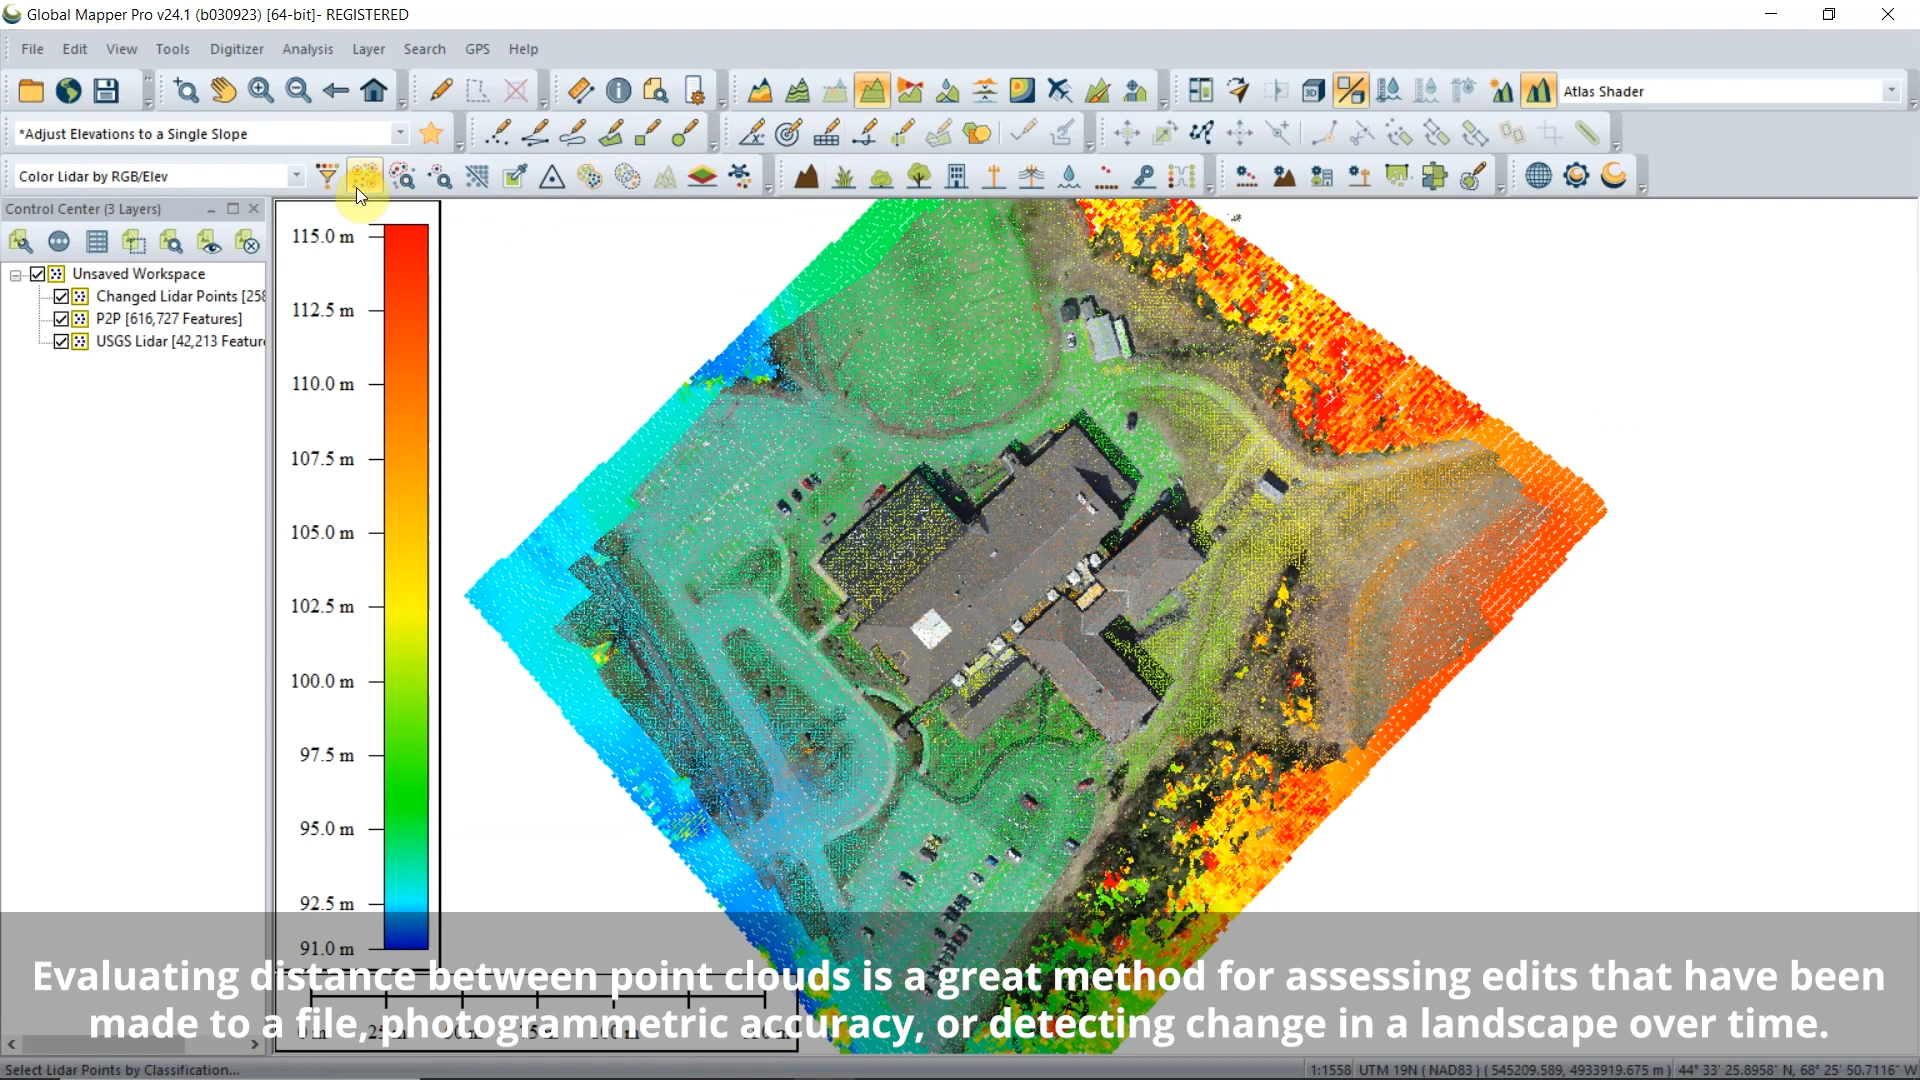 Global Mapper Pro v24.1 (b030923) [64-bit]- REGISTERED
File Edit View Tools Digitizer Analysis Layer Search GPS Help
Atlas Shader
*Adjust Elevations to a Single Slope
Color Lidar by RGB/Elev
Control Center (3 Layers)
Unsaved Workspace
Changed Lidar Points [258
P2P [616,727 Features]
USGS Lidar [42,213 Feature
115.0 m
112.5 m
110.0 m
107.5 m
105.0 m
102.5 m
100.0 m
97.5 m
95.0 m
92.5 m
91.0 m
Evaluating distance between point clouds is a great method for assessing edits that have been
made to a file, photogrammetric accuracy, or detecting change in a landscape over time.
Select Lidar Points by Classification...
1:1558 UTM 19N ( NAD83 ) ( 545209.589, 4933919.675 m ) 44° 33' 25.8958" N, 68° 25' 50.7116" W